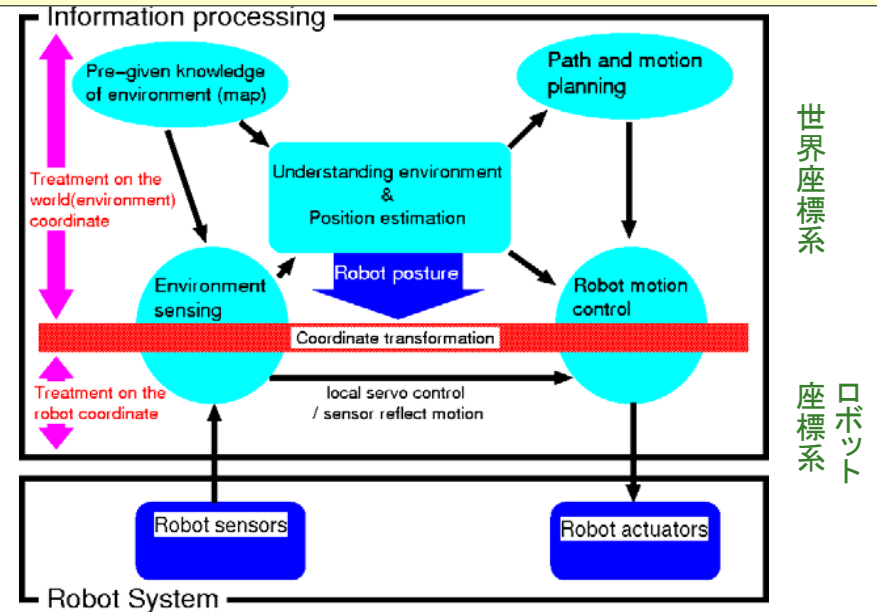 Information processing
Pre-given knowledge
of environment (map)
Path and motion
planning
Understanding environment
&
Position estimation
Treatment on the
world(environment)
coordinate
Robot posture
Environment
sensing
Robot motion
control
Coordinate transformation
Treatment on the
robot coordinate
local servo control
/ sensor reflect motion
Robot sensors
Robot actuators
Robot System
世界座標系
ロボット
座標系